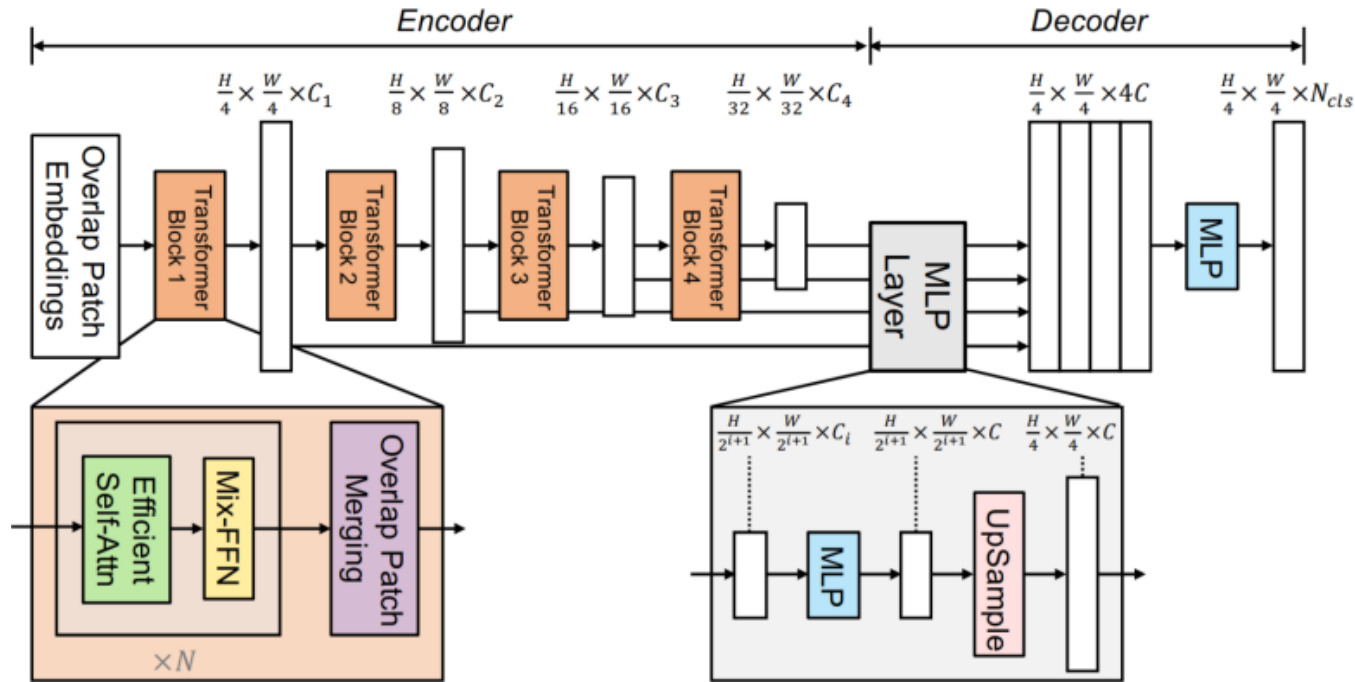 Encoder
Decoder
H/4 × W/4 ×C₁
H/8 × W/8 ×C₂
H/16 × W/16 ×C₃
H/32 × W/32 ×C₄
H/4 × W/4 ×4C
H/4 × W/4 ×N_cls
Overlap Patch
Embeddings
Transformer
Block 1
Transformer
Block 2
Transformer
Block 3
Transformer
Block 4
MLP
Layer
MLP
Efficient
Self-Attn
Mix-FFN
Overlap Patch
Merging
×N
H/2^{i+1} × W/2^{i+1} ×C_i
H/2^{i+1} × W/2^{i+1} ×C
H/4 × W/4 ×C
MLP
UpSample